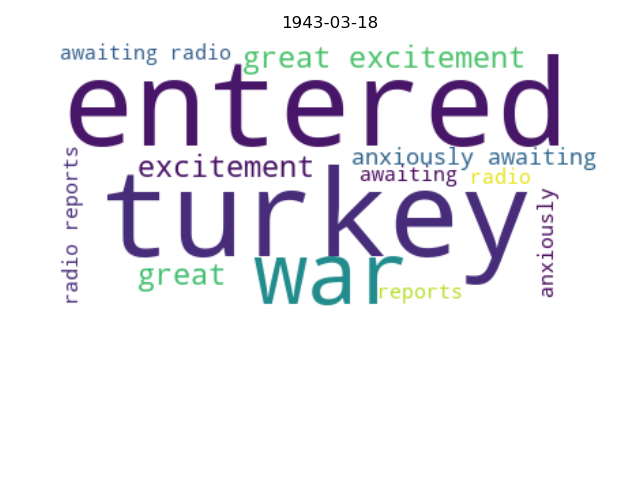 1943-03-18
awaiting radio
great excitement
entered
anxiously awaiting
excitement
awaiting
radio
turkey
radio reports
anxiously
great
war
reports